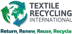 TEXTILE
RECYCLING
INTERNATIONAL
Return, Renew, Reuse, Recycle